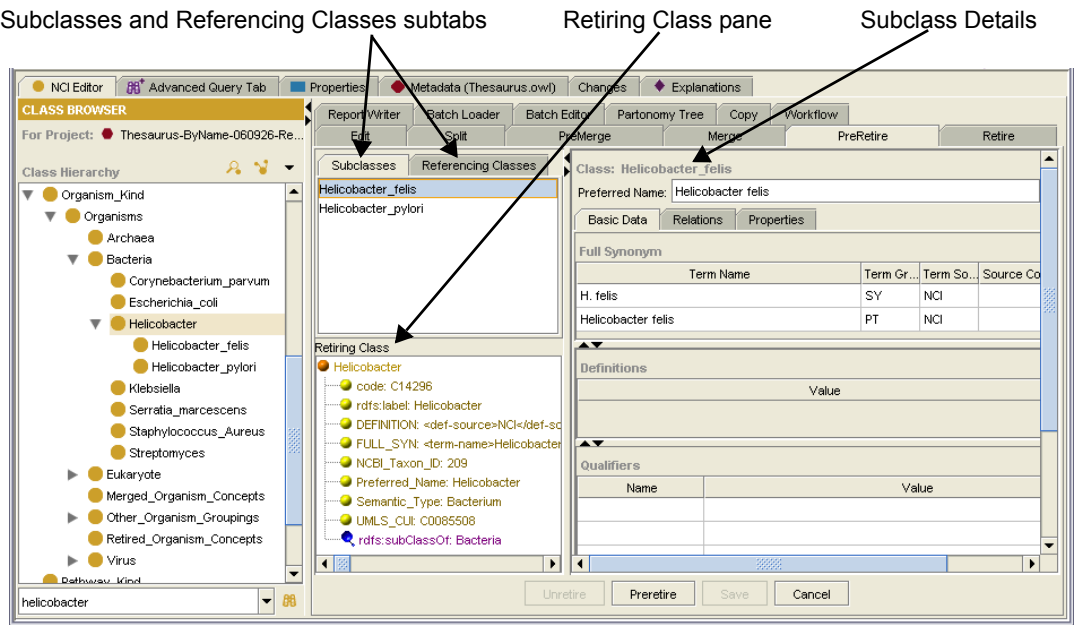 Subclasses and Referencing Classes subtabs Retiring Class pane Subclass Details
NCI Editor Advanced Query Tab Properties Metadata (Thesaurus.owl) Changes Explanations
CLASS BROWSER
For Project: Thesaurus-ByName-060926-Re...
Class Hierarchy
Organism_Kind
Organisms
Archaea
Bacteria
Corynebacterium_parvum
Escherichia_coli
Helicobacter
Helicobacter_felis
Helicobacter_pylori
Klebsiella
Serratia_marcescens
Staphylococcus_Aureus
Streptomyces
Eukaryote
Merged_Organism_Concepts
Other_Organism_Groupings
Retired_Organism_Concepts
Virus
Pathway_Kind
helicobacter
Report Writer Batch Loader Batch Editor Partonomy Tree Copy Workflow
Edit Split PreMerge Merge PreRetire Retire
Subclasses Referencing Classes
Helicobacter_felis
Helicobacter_pylori
Retiring Class
Helicobacter
code: C14296
rdfs:label: Helicobacter
DEFINITION: <def-source>NCI</def-sc
FULL_SYN: <term-name>Helicobacter
NCBI_Taxon_ID: 209
Preferred_Name: Helicobacter
Semantic_Type: Bacterium
UMLS_CUI: C0085508
rdfs:subClassOf: Bacteria
Class: Helicobacter_felis
Preferred Name: Helicobacter felis
Basic Data Relations Properties
Full Synonym
Term Name Term Gr... Term So... Source Co
H. felis SY NCI
Helicobacter felis PT NCI
Definitions
Value
Qualifiers
Name Value
Unretire Preretire Save Cancel